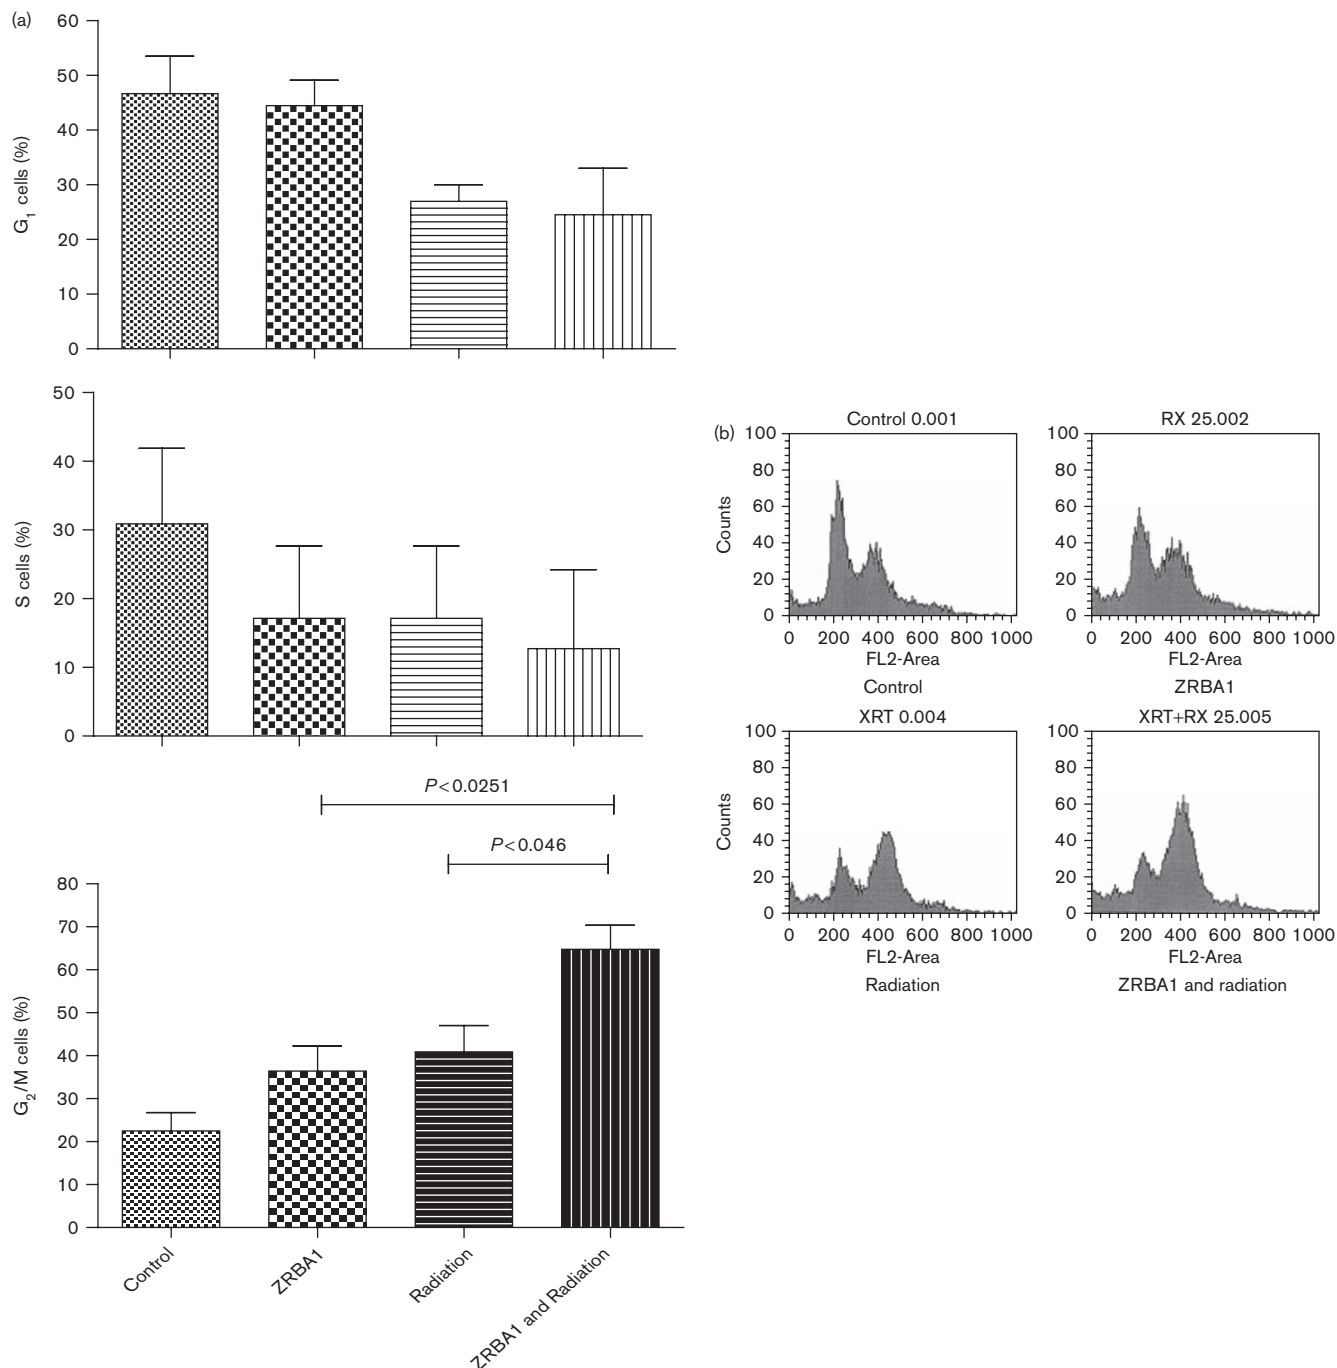 (a)
60
50
40
30
20
10
0
G1 cells (%)
50
40
30
20
10
0
S cells (%)
P<0.0251
P<0.046
80
70
60
50
40
30
20
10
0
G2/M cells (%)
Control
ZRBA1
Radiation
ZRBA1 and Radiation
(b)
Control 0.001
100
80
60
40
20
0
Counts
0 200 400 600 800 1000
FL2-Area
Control
RX 25.002
100
80
60
40
20
0
0 200 400 600 800 1000
FL2-Area
ZRBA1
XRT 0.004
100
80
60
40
20
0
Counts
0 200 400 600 800 1000
FL2-Area
Radiation
XRT+RX 25.005
100
80
60
40
20
0
0 200 400 600 800 1000
FL2-Area
ZRBA1 and radiation